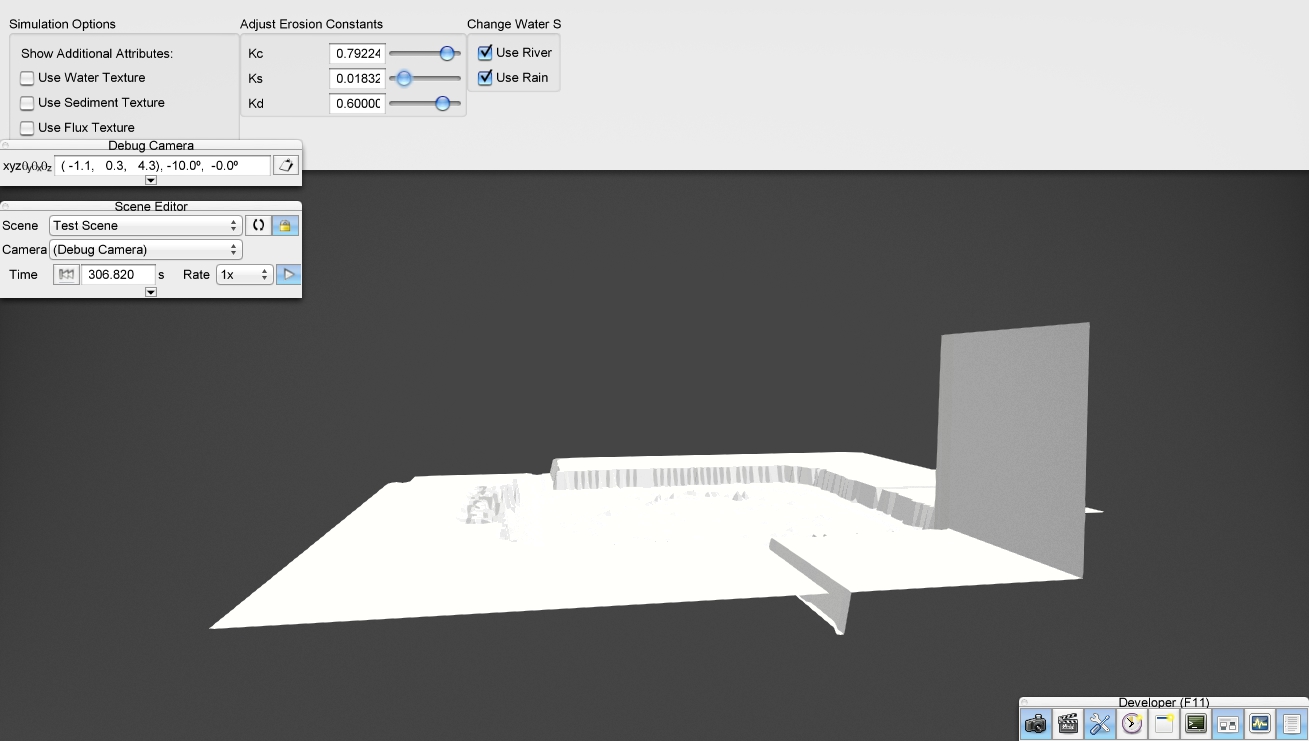 Simulation Options
Adjust Erosion Constants
Change Water S
Show Additional Attributes:
Use Water Texture
Use Sediment Texture
Use Flux Texture
Kc 0.79224
Ks 0.01832
Kd 0.6000
Use River
Use Rain
Debug Camera
( -1.1, 0.3, 4.3), -10.0º, -0.0º
Scene Editor
Scene Test Scene
Camera (Debug Camera)
Time 306.820 s Rate 1x
Developer (F11)